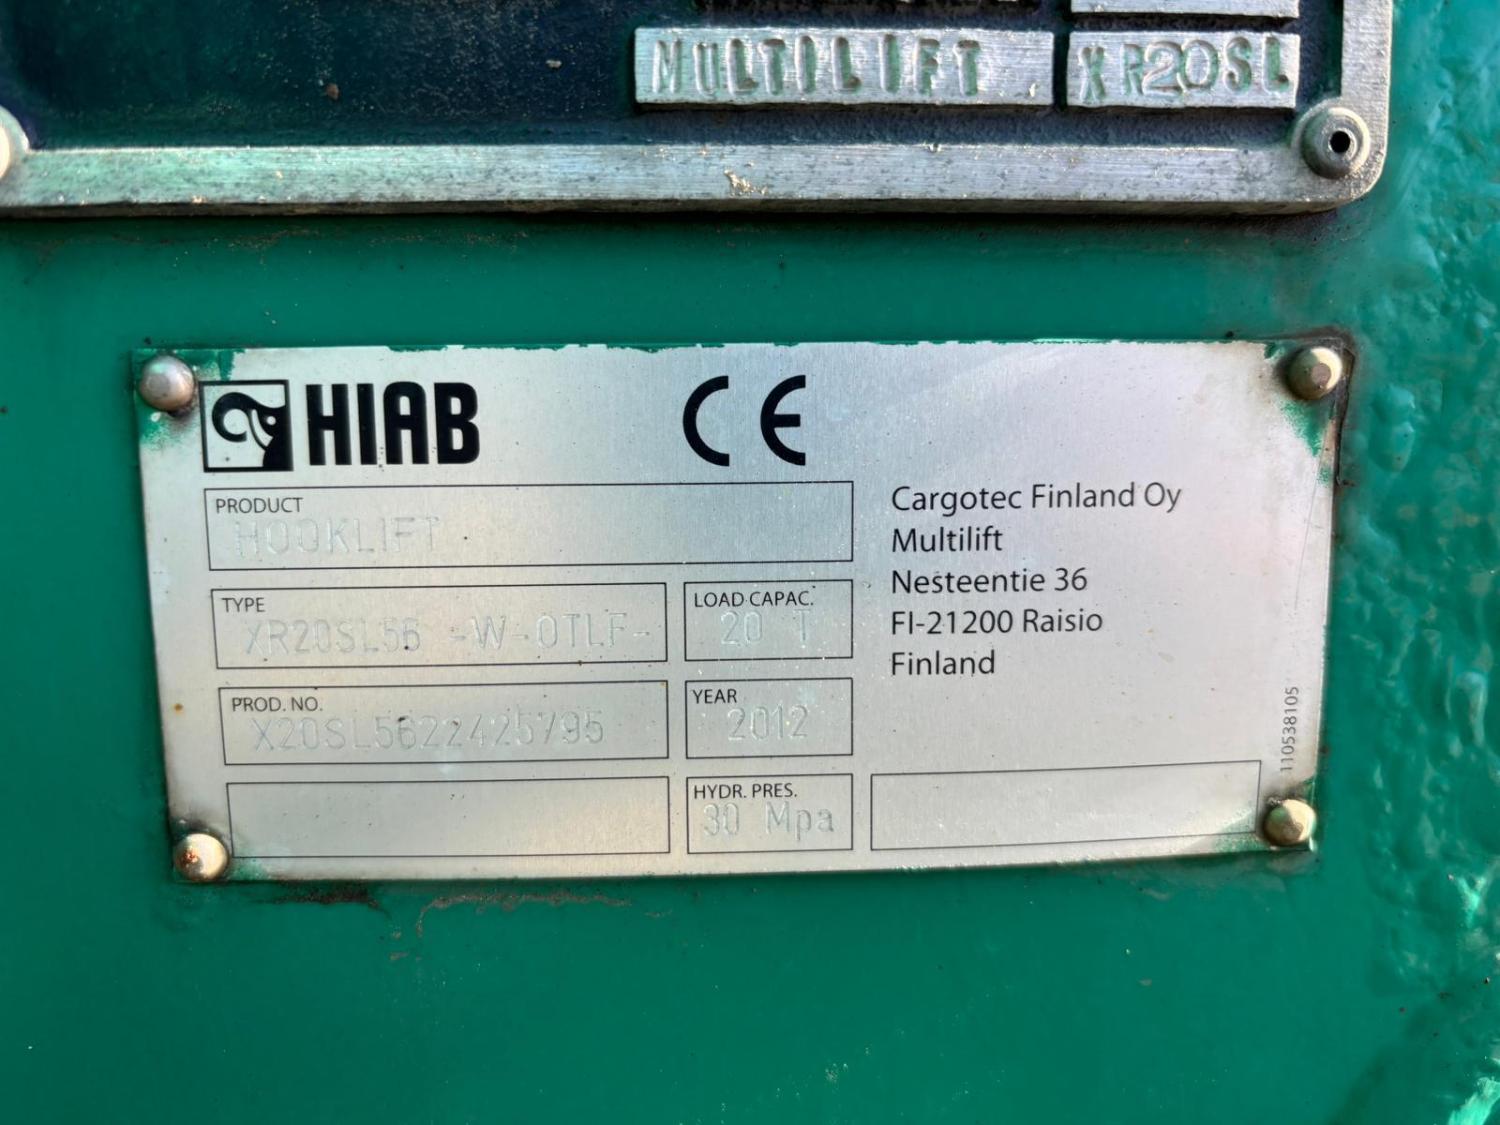 MULTILIFT XR20SL
HIAB CE
PRODUCT
HOOKLIFT
TYPE
XR20SL56 -W-OTLF-
LOAD CAPAC.
20 T
PROD. NO.
X20SL5622425795
YEAR
2012
HYDR. PRES.
30 Mpa
Cargotec Finland Oy
Multilift
Nesteentie 36
FI-21200 Raisio
Finland
110538105